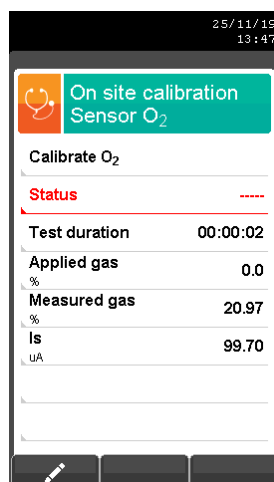 25/11/19
13:47
On site calibration
Sensor O₂
Calibrate O₂
Status -----
Test duration 00:00:02
Applied gas 0.0
%
Measured gas 20.97
%
Is 99.70
uA